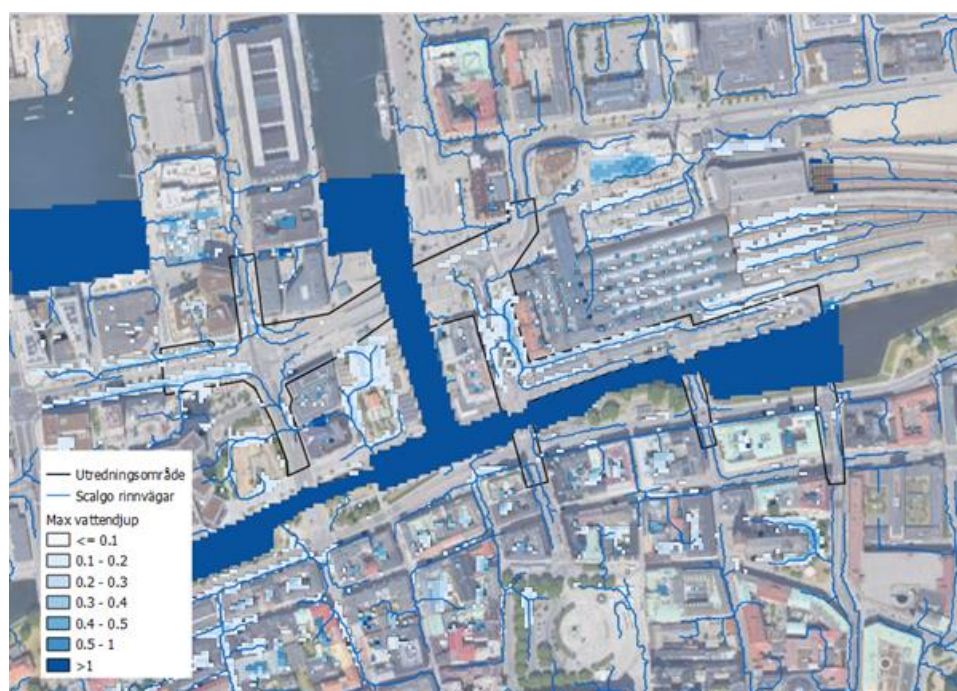 Utredningsområde
Scalgo rinnvägar
Max vattendjup
<= 0.1
0.1 - 0.2
0.2 - 0.3
0.3 - 0.4
0.4 - 0.5
0.5 - 1
>1